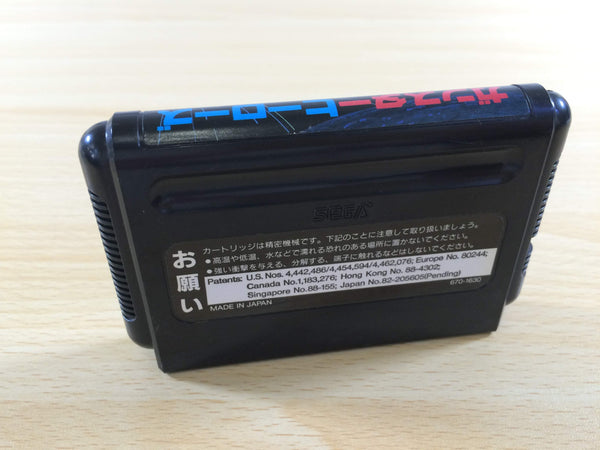 ガンスターヒーローズ
SEGA
お願い
カートリッジは精密機械です。下記のことに注意して取り扱いましょう。
●高温や低温、水などで濡れる恐れのある場所に置かないでください。
●強い衝撃を与える、分解する、端子に触れるなどはしないでください。
Patents: U.S. Nos. 4,442,486/4,454,594/4,462,076; Europe No. 80244;
Canada No.1,183,276; Hong Kong No. 88-4302;
Singapore No.88-155; Japan No.82-205605(Pending)
MADE IN JAPAN
670-1630